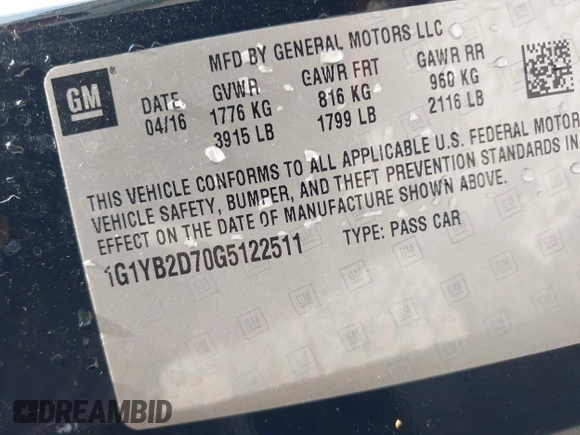 MFD BY GENERAL MOTORS LLC
GM
DATE GVWR GAWR FRT GAWR RR
04/16 1776 KG 816 KG 960 KG
3915 LB 1799 LB 2116 LB
THIS VEHICLE CONFORMS TO ALL APPLICABLE U.S. FEDERAL MOTOR
VEHICLE SAFETY, BUMPER, AND THEFT PREVENTION STANDARDS IN
EFFECT ON THE DATE OF MANUFACTURE SHOWN ABOVE.
1G1YB2D70G5122511 TYPE: PASS CAR
DREAMBID